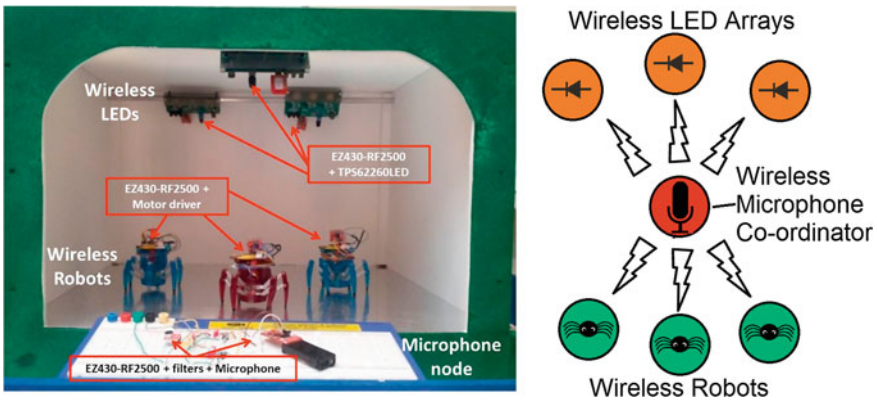 Wireless
LEDs
EZ430-RF2500
+ TPS62260LED
EZ430-RF2500 +
Motor driver
Wireless
Robots
EZ430-RF2500 + filters + Microphone
Microphone
node
Wireless LED Arrays
Wireless
Microphone
Co-ordinator
Wireless Robots